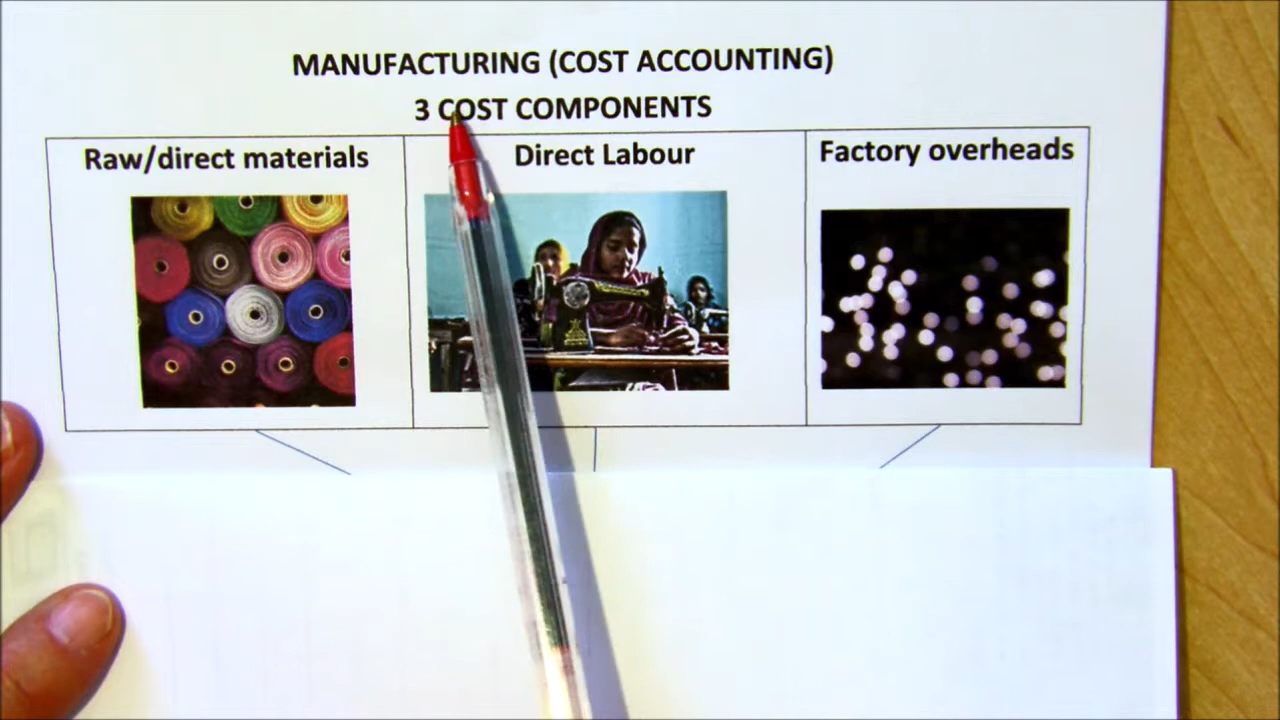 MANUFACTURING (COST ACCOUNTING)
3 COST COMPONENTS
Raw/direct materials
Direct Labour
Factory overheads